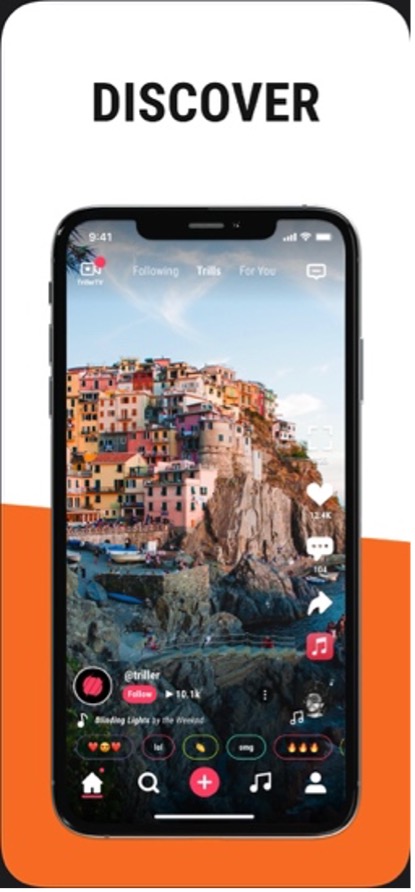 DISCOVER
9:41
TrillerTV
Following Trills For You
12.4K
104
@triller
Follow 10.1k
Blinding Lights by the Weeknd
lol
omg